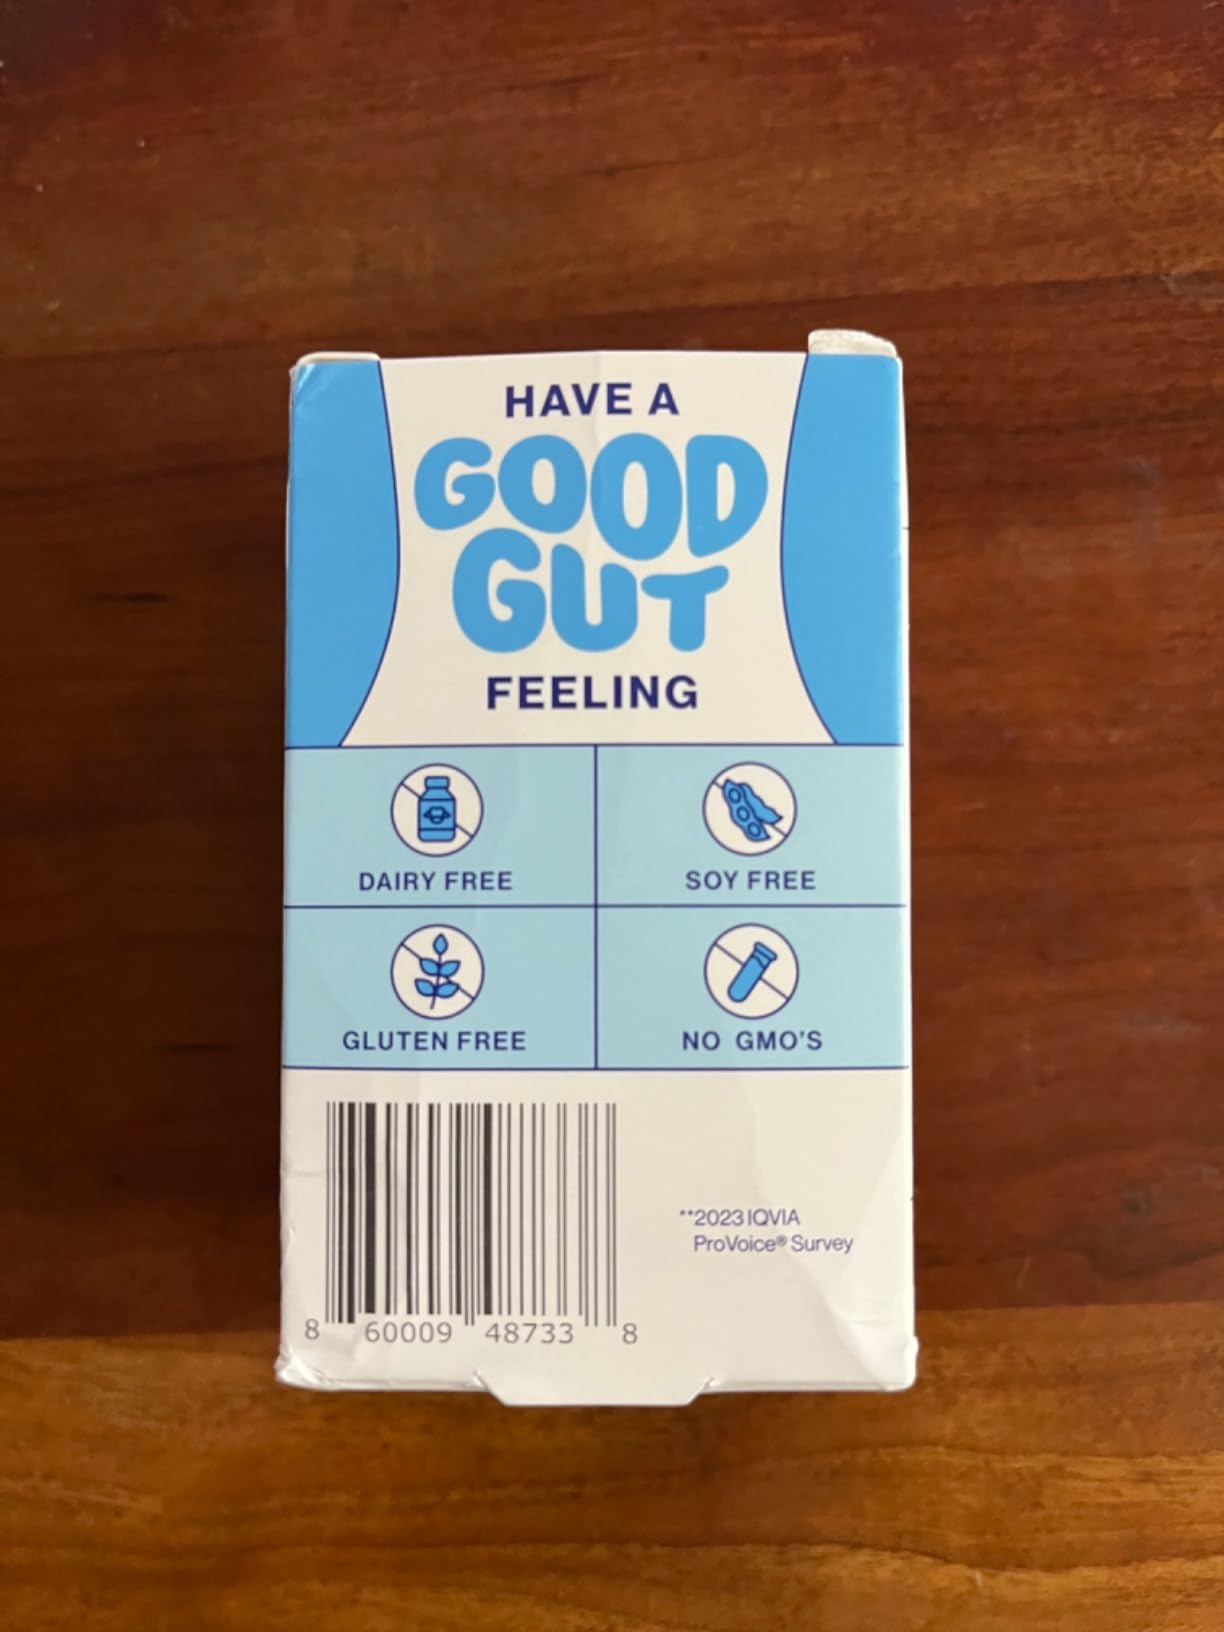 HAVE A
GOOD
GUT
FEELING
DAIRY FREE
SOY FREE
GLUTEN FREE
NO GMO'S
**2023 IQVIA
ProVoice® Survey
8 60009 48733 8